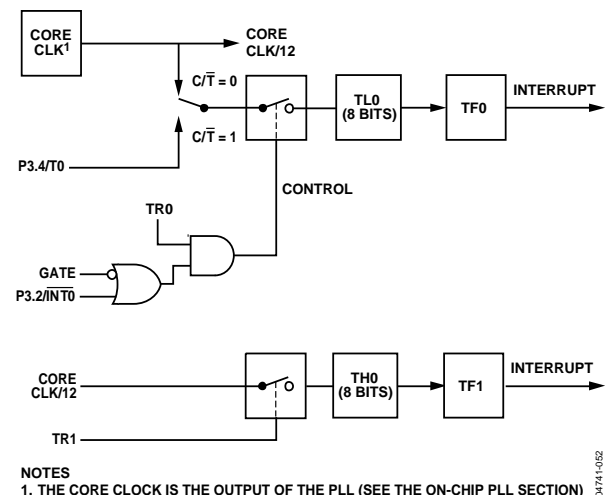 CORE
CLK1
CORE
CLK/12
C/T̅ = 0
C/T̅ = 1
TL0
(8 BITS)
TF0
INTERRUPT
P3.4/T0
CONTROL
TR0
GATE
P3.2/I̅N̅T̅0̅
CORE
CLK/12
TH0
(8 BITS)
TF1
INTERRUPT
TR1
NOTES
1. THE CORE CLOCK IS THE OUTPUT OF THE PLL (SEE THE ON-CHIP PLL SECTION)
04741-052